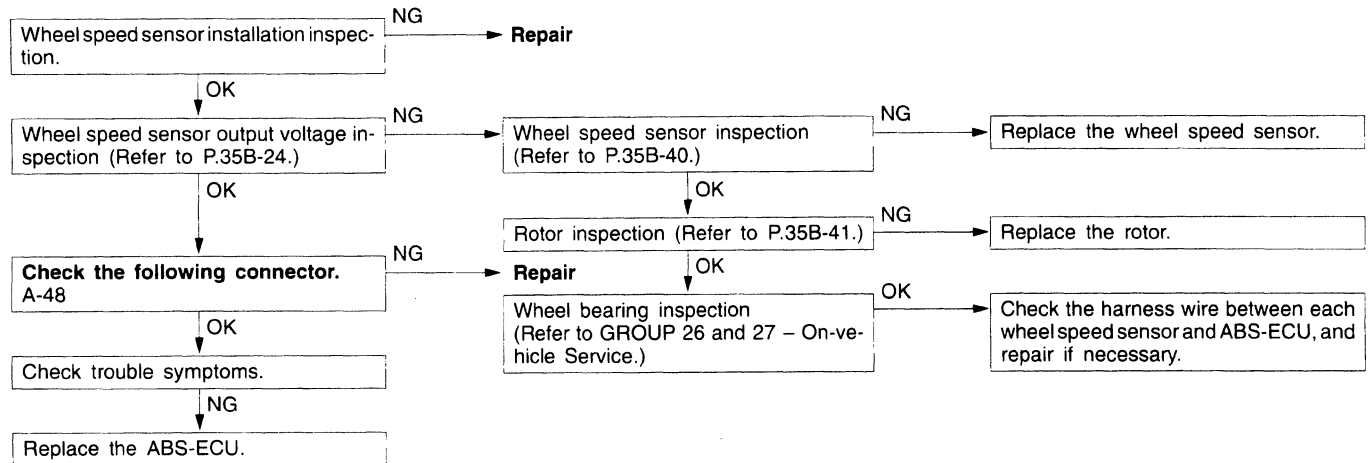 Wheel speed sensor installation inspec-
tion.
NG
Repair
OK
Wheel speed sensor output voltage in-
spection (Refer to P.35B-24.)
NG
Wheel speed sensor inspection
(Refer to P.35B-40.)
NG
Replace the wheel speed sensor.
OK
OK
Rotor inspection (Refer to P.35B-41.)
NG
Replace the rotor.
Check the following connector.
A-48
NG
Repair
OK
Wheel bearing inspection
(Refer to GROUP 26 and 27 – On-ve-
hicle Service.)
OK
Check the harness wire between each
wheel speed sensor and ABS-ECU, and
repair if necessary.
OK
Check trouble symptoms.
NG
Replace the ABS-ECU.